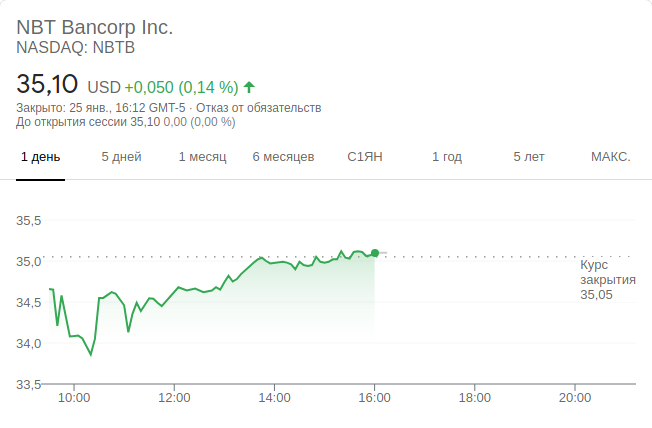 NBT Bancorp Inc.
NASDAQ: NBTB
35,10 USD +0,050 (0,14 %)
Закрыто: 25 янв., 16:12 GMT-5 · Отказ от обязательств
До открытия сессии 35,10 0,00 (0,00 %)
1 день 5 дней 1 месяц 6 месяцев С1ЯН 1 год 5 лет МАКС.
35,5
35,0
Курс
закрытия
35,05
34,5
34,0
33,5
10:00 12:00 14:00 16:00 18:00 20:00